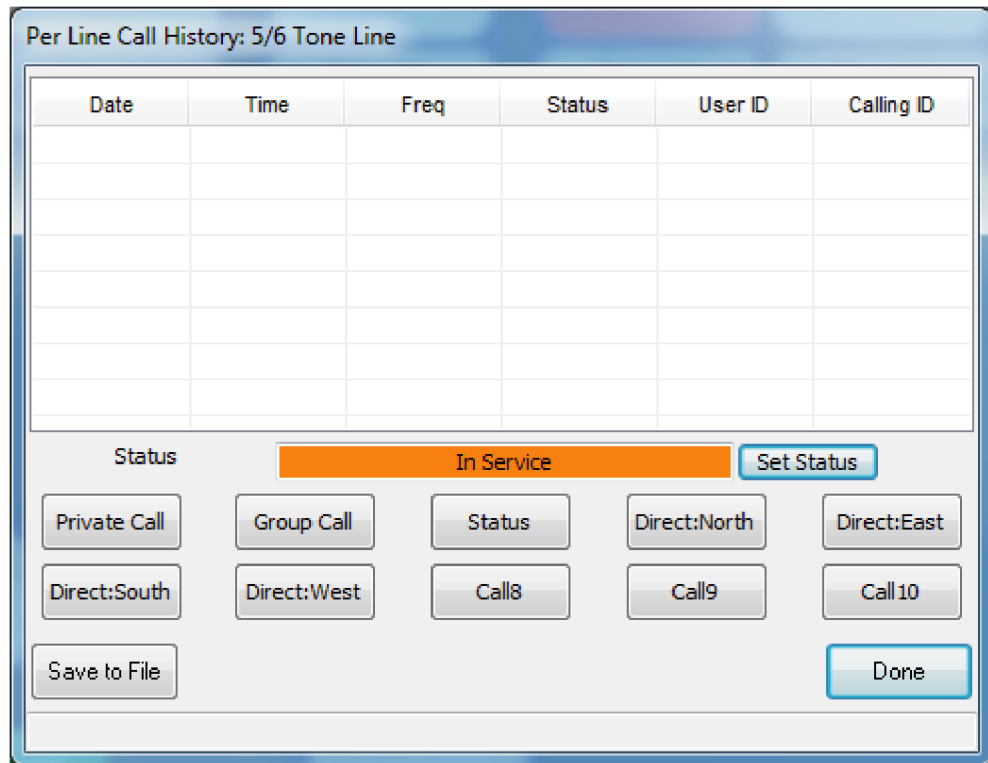 Per Line Call History: 5/6 Tone Line
Date Time Freq Status User ID Calling ID
Status In Service Set Status
Private Call Group Call Status Direct:North Direct:East
Direct:South Direct:West Call8 Call9 Call10
Save to File Done